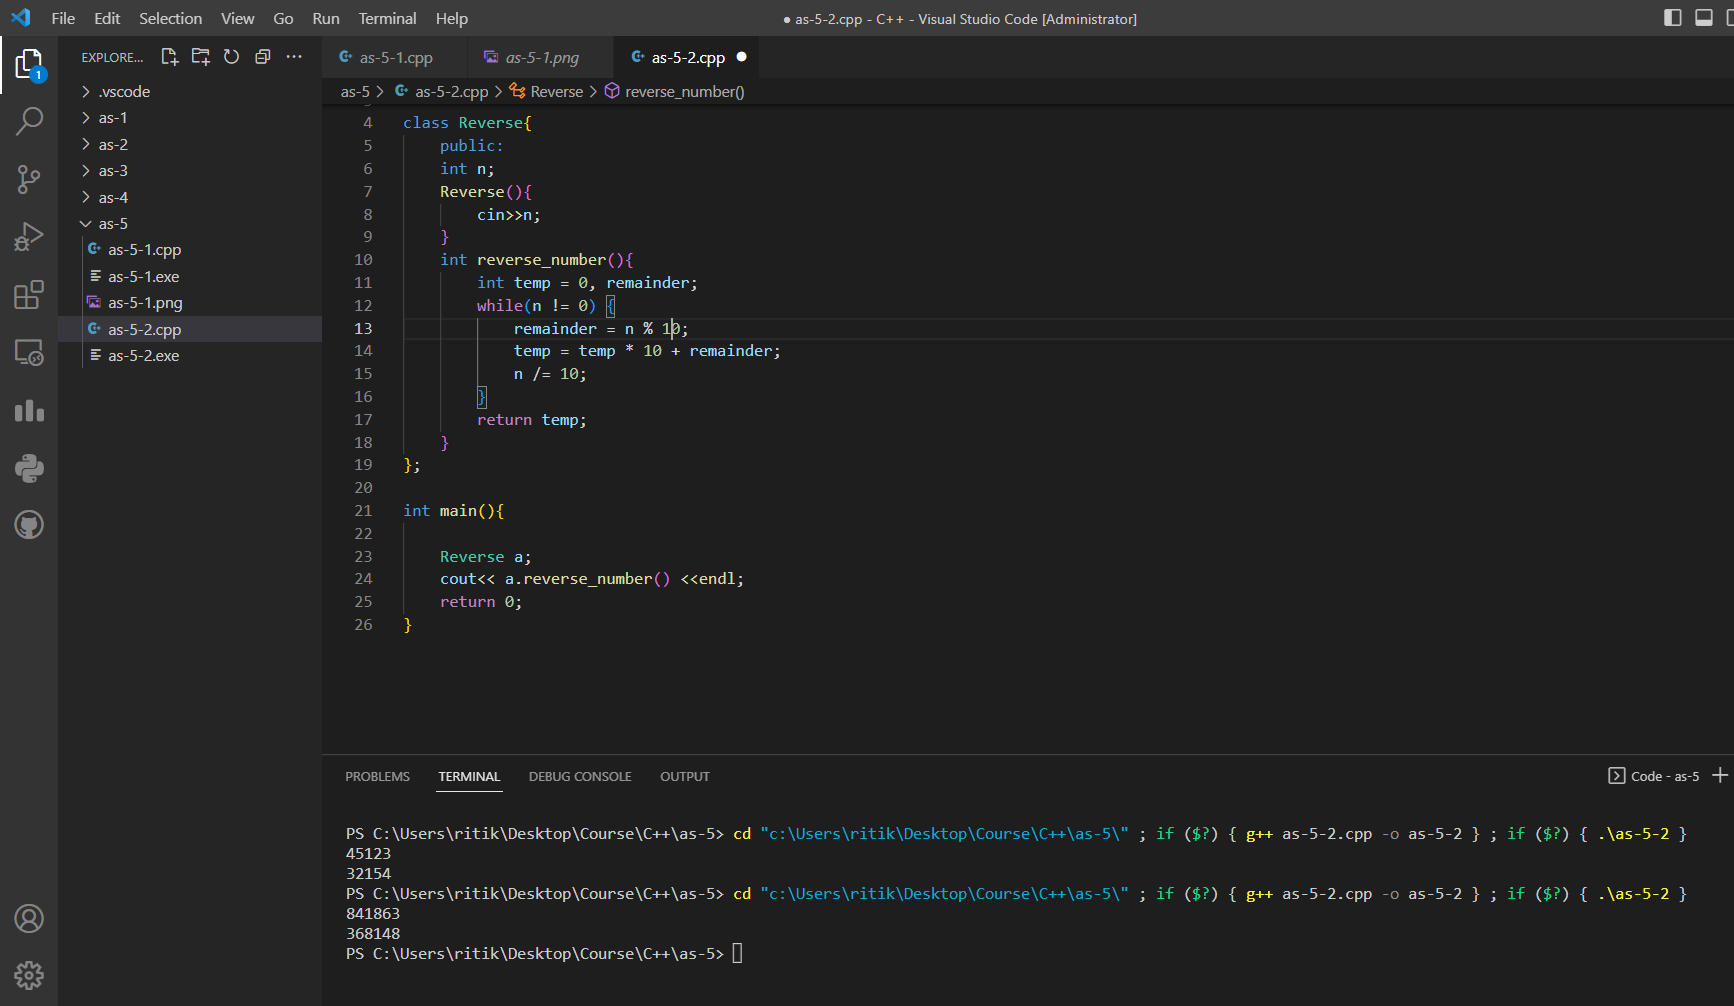 File Edit Selection View Go Run Terminal Help
● as-5-2.cpp - C++ - Visual Studio Code [Administrator]
EXPLORE...
1
.vscode
as-1
as-2
as-3
as-4
as-5
as-5-1.cpp
as-5-1.exe
as-5-1.png
as-5-2.cpp
as-5-2.exe
as-5-1.cpp as-5-1.png as-5-2.cpp ●
as-5 > as-5-2.cpp > Reverse > reverse_number()
4 class Reverse{
5 public:
6 int n;
7 Reverse(){
8 cin>>n;
9 }
10 int reverse_number(){
11 int temp = 0, remainder;
12 while(n != 0) {
13 remainder = n % 10;
14 temp = temp * 10 + remainder;
15 n /= 10;
16 }
17 return temp;
18 }
19 };
20
21 int main(){
22
23 Reverse a;
24 cout<< a.reverse_number() <<endl;
25 return 0;
26 }
PROBLEMS TERMINAL DEBUG CONSOLE OUTPUT
Code - as-5
PS C:\Users\ritik\Desktop\Course\C++\as-5> cd "c:\Users\ritik\Desktop\Course\C++\as-5\" ; if ($?) { g++ as-5-2.cpp -o as-5-2 } ; if ($?) { .\as-5-2 }
45123
32154
PS C:\Users\ritik\Desktop\Course\C++\as-5> cd "c:\Users\ritik\Desktop\Course\C++\as-5\" ; if ($?) { g++ as-5-2.cpp -o as-5-2 } ; if ($?) { .\as-5-2 }
841863
368148
PS C:\Users\ritik\Desktop\Course\C++\as-5>